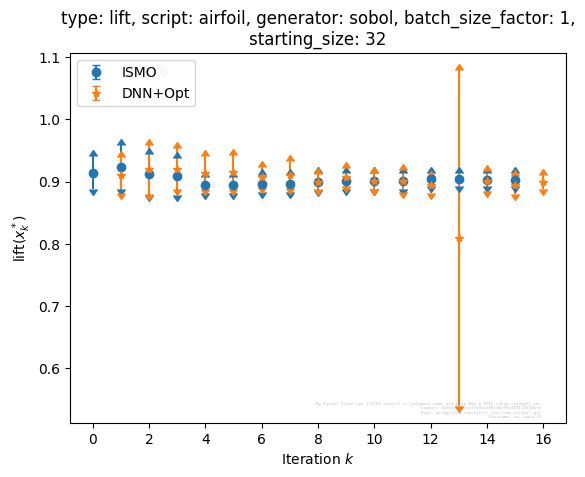 type: lift, script: airfoil, generator: sobol, batch_size_factor: 1,
starting_size: 32
ISMO
DNN+Opt
1.1
1.0
0.9
0.8
0.7
0.6
lift(x*k)
0 2 4 6 8 10 12 14 16
Iteration k